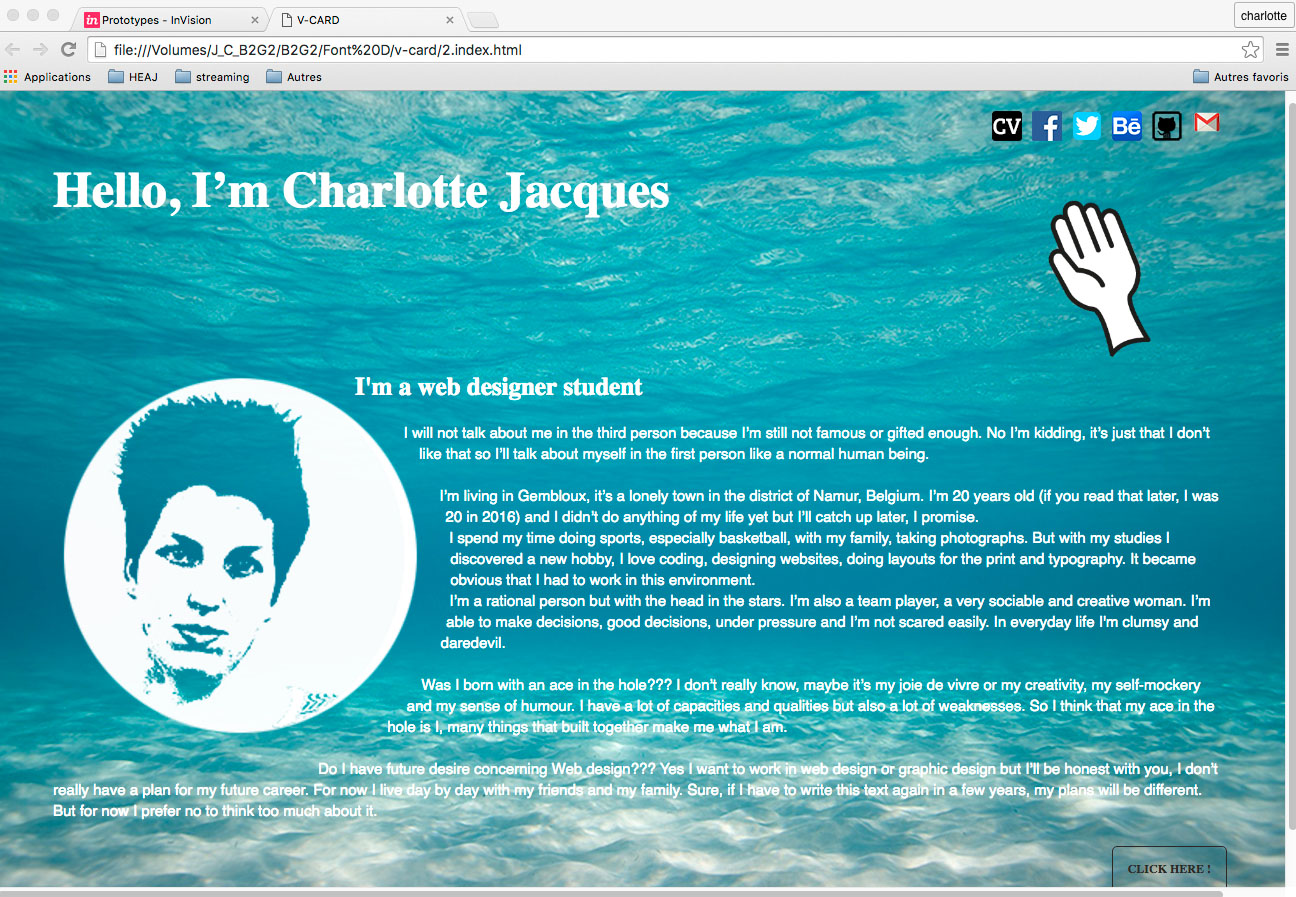 Prototypes - InVision
V-CARD
charlotte
file:///Volumes/J_C_B2G2/B2G2/Font%20D/v-card/2.index.html
Applications HEAJ streaming Autres Autres favoris
CV f Bē
Hello, I’m Charlotte Jacques
I'm a web designer student
I will not talk about me in the third person because I’m still not famous or gifted enough. No I’m kidding, it’s just that I don’t
like that so I’ll talk about myself in the first person like a normal human being.
I’m living in Gembloux, it’s a lonely town in the district of Namur, Belgium. I’m 20 years old (if you read that later, I was
20 in 2016) and I didn’t do anything of my life yet but I’ll catch up later, I promise.
I spend my time doing sports, especially basketball, with my family, taking photographs. But with my studies I
discovered a new hobby, I love coding, designing websites, doing layouts for the print and typography. It became
obvious that I had to work in this environment.
I’m a rational person but with the head in the stars. I’m also a team player, a very sociable and creative woman. I’m
able to make decisions, good decisions, under pressure and I’m not scared easily. In everyday life I’m clumsy and
daredevil.
Was I born with an ace in the hole??? I don’t really know, maybe it’s my joie de vivre or my creativity, my self-mockery
and my sense of humour. I have a lot of capacities and qualities but also a lot of weaknesses. So I think that my ace in the
hole is I, many things that built together make me what I am.
Do I have future desire concerning Web design??? Yes I want to work in web design or graphic design but I’ll be honest with you, I don’t
really have a plan for my future career. For now I live day by day with my friends and my family. Sure, if I have to write this text again in a few years, my plans will be different.
But for now I prefer no to think too much about it.
CLICK HERE !